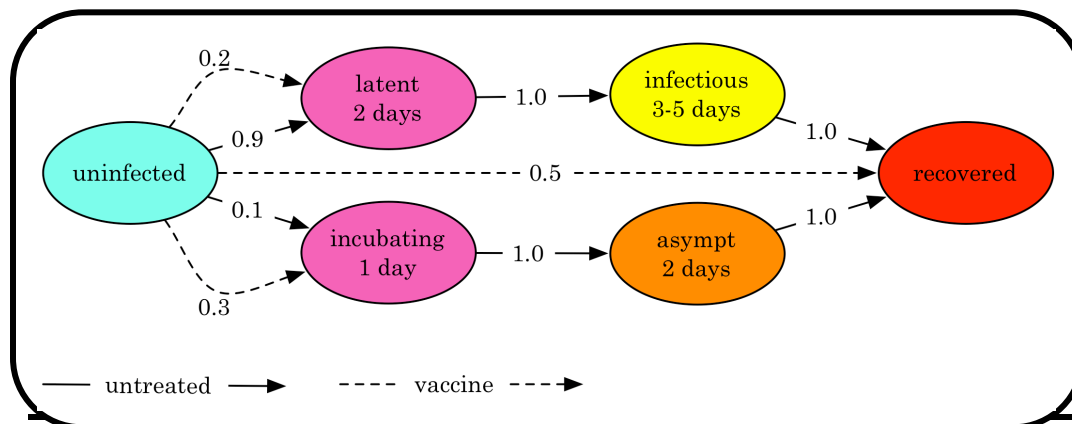 0.2
latent
2 days
1.0
infectious
3-5 days
0.9
1.0
uninfected
0.5
recovered
0.1
incubating
1 day
1.0
asympt
2 days
1.0
0.3
untreated
vaccine